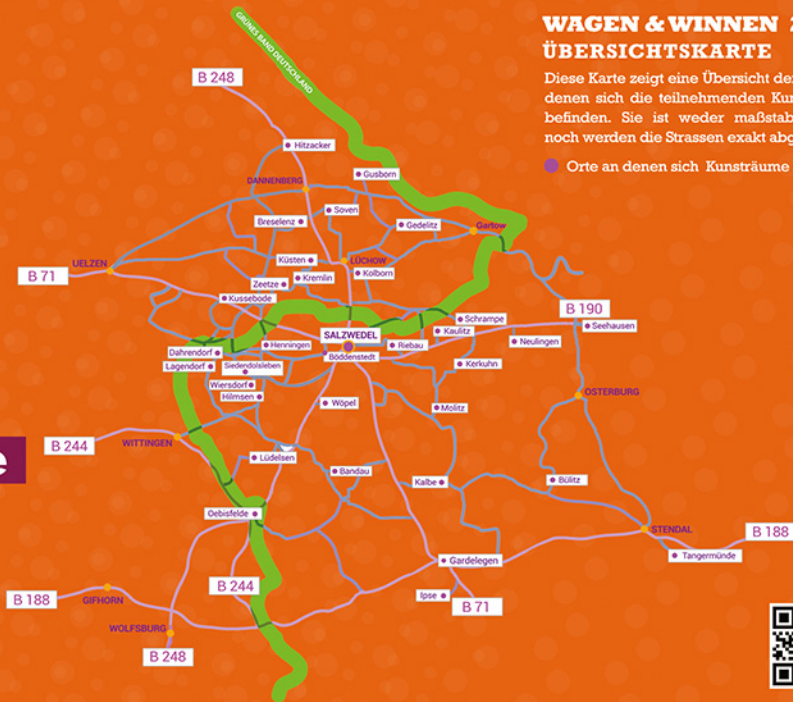 WAGEN & WINNEN 2
ÜBERSICHTSKARTE
Diese Karte zeigt eine Übersicht
denen sich die teilnehmenden
befinden. Sie ist weder
noch werden die Strassen exakt
Orte an denen sich Kunsträume
GRÜNES BAND DEUTSCHLAND
B 248
Hitzacker
Gusborn
DANNENBERG
Soven
Breselenz
Gedelitz
Gartow
UELZEN
Küsten
LÜCHOW
B 71
Kremlin
Kolborn
Zeetze
Kussebode
B 190
Schrampe
Seehausen
Kaulitz
SALZWEDEL
Neulingen
Henningen
Riebau
Dahrendorf
Böddenstedt
Lagendorf
Siedendolsleben
Kerkuhn
Wiersdorf
Hilmsen
OSTERBURG
Wöpel
Molitz
e
B 244
WITTINGEN
Lüdelsen
Bandau
Kalbe
Bülitz
Oebisfelde
STENDAL
B 188
Tangermünde
Gardelegen
B 244
B 188
GIFHORN
Ipse
B 71
WOLFSBURG
B 248